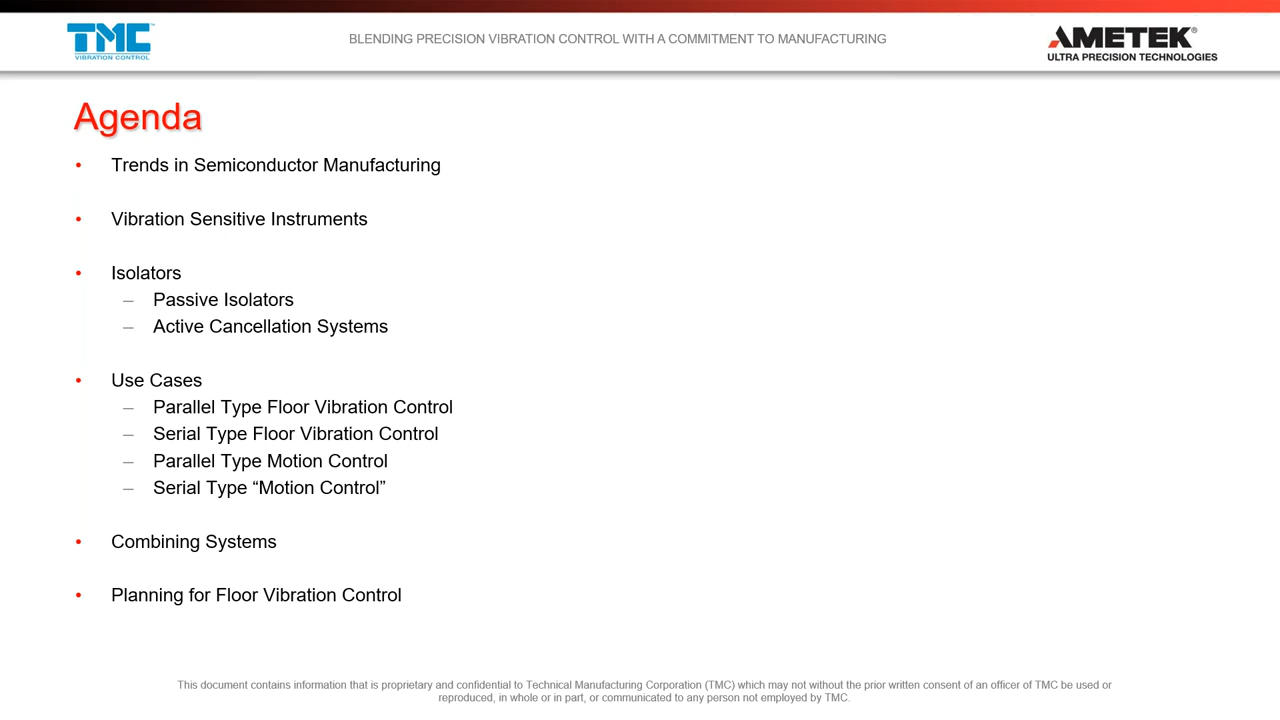 TMC™
VIBRATION CONTROL
BLENDING PRECISION VIBRATION CONTROL WITH A COMMITMENT TO MANUFACTURING
AMETEK®
ULTRA PRECISION TECHNOLOGIES
Agenda
• Trends in Semiconductor Manufacturing
• Vibration Sensitive Instruments
• Isolators
– Passive Isolators
– Active Cancellation Systems
• Use Cases
– Parallel Type Floor Vibration Control
– Serial Type Floor Vibration Control
– Parallel Type Motion Control
– Serial Type “Motion Control”
• Combining Systems
• Planning for Floor Vibration Control
This document contains information that is proprietary and confidential to Technical Manufacturing Corporation (TMC) which may not without the prior written consent of an officer of TMC be used or
reproduced, in whole or in part, or communicated to any person not employed by TMC.